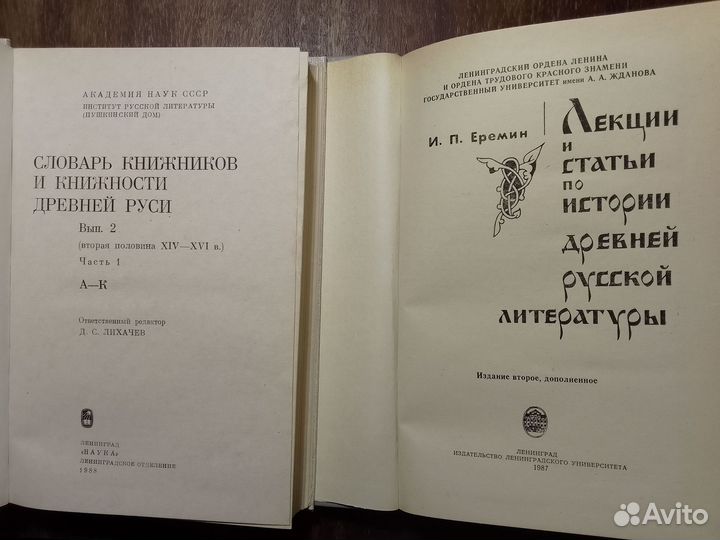 АКАДЕМИЯ НАУК СССР
ИНСТИТУТ РУССКОЙ ЛИТЕРАТУРЫ
(ПУШКИНСКИЙ ДОМ)
СЛОВАРЬ КНИЖНИКОВ
И КНИЖНОСТИ
ДРЕВНЕЙ РУСИ
Вып. 2
(вторая половина XIV—XVI в.)
Часть 1
А—К
Ответственный редактор
Д. С. ЛИХАЧЕВ
ЛЕНИНГРАД
«НАУКА»
ЛЕНИНГРАДСКОЕ ОТДЕЛЕНИЕ
1988
ЛЕНИНГРАДСКИЙ ОРДЕНА ЛЕНИНА
И ОРДЕНА ТРУДОВОГО КРАСНОГО ЗНАМЕНИ
ГОСУДАРСТВЕННЫЙ УНИВЕРСИТЕТ имени А. А. ЖДАНОВА
И. П. Еремин
Лекции
и
статьи
по
истории
древней
русской
литературы
Издание второе, дополненное
ЛЕНИНГРАД
ИЗДАТЕЛЬСТВО ЛЕНИНГРАДСКОГО УНИВЕРСИТЕТА
1987
Avito